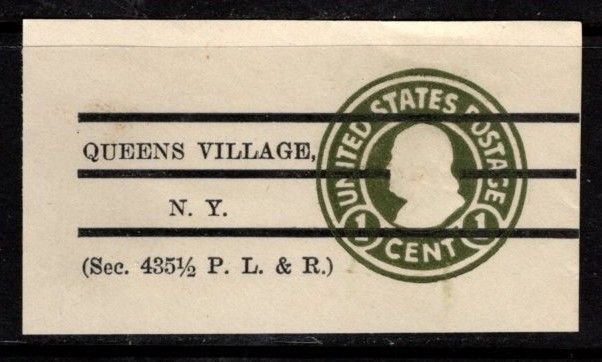 QUEENS VILLAGE,
N. Y.
(Sec. 435½ P. L. & R.)
UNITED STATES POSTAGE
1 CENT 1